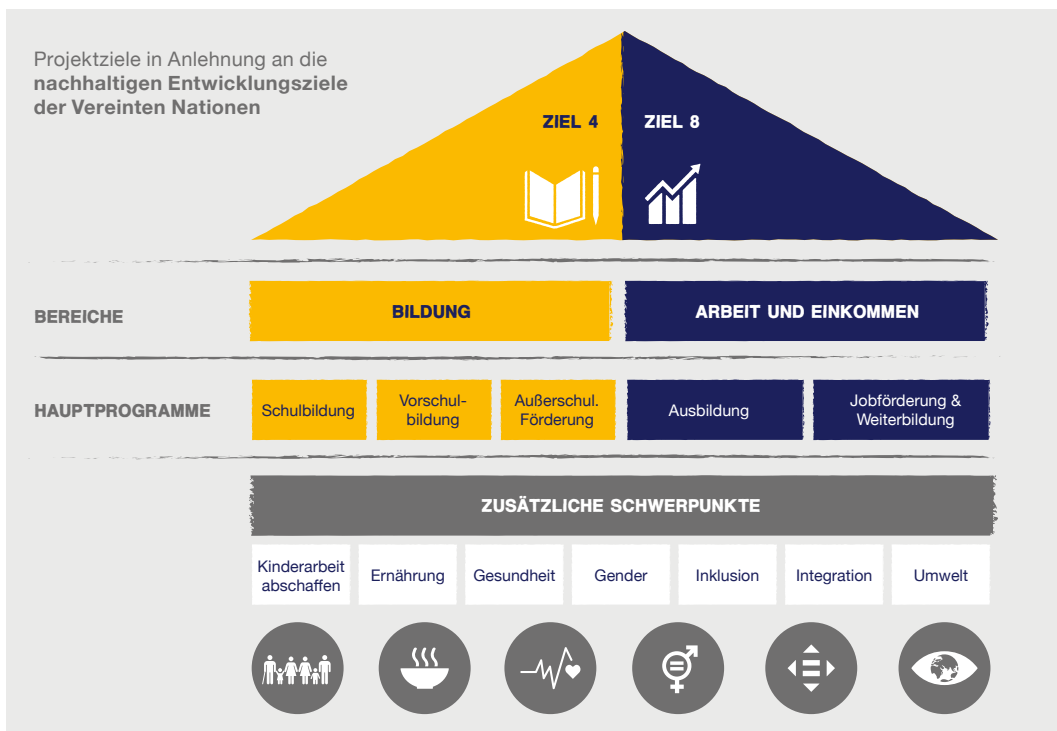 Projektziele in Anlehnung an die
nachhaltigen Entwicklungsziele
der Vereinten Nationen
ZIEL 4
ZIEL 8
BEREICHE
BILDUNG
ARBEIT UND EINKOMMEN
HAUPTPROGRAMME
Schulbildung
Vorschul-
bildung
Außerschul.
Förderung
Ausbildung
Jobförderung &
Weiterbildung
ZUSÄTZLICHE SCHWERPUNKTE
Kinderarbeit
abschaffen
Ernährung
Gesundheit
Gender
Inklusion
Integration
Umwelt